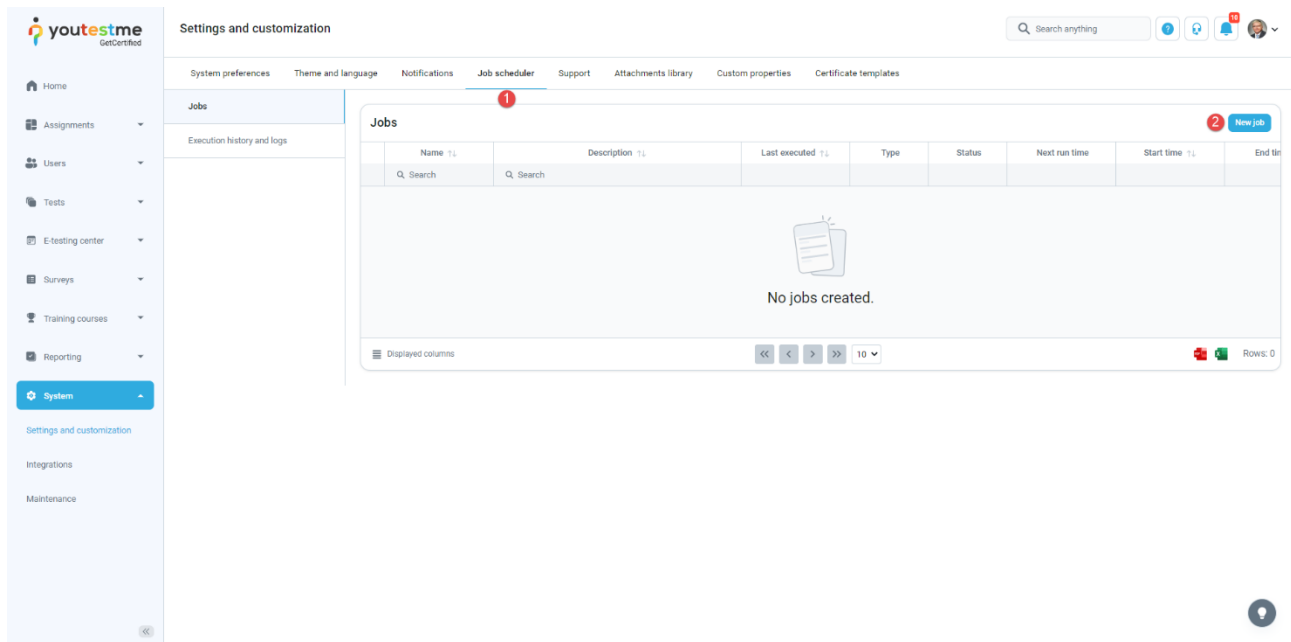 youtestme
GetCertified
Settings and customization
Search anything
?
10
System preferences Theme and language Notifications Job scheduler Support Attachments library Custom properties Certificate templates
1
Home
Assignments
Users
Tests
E-testing center
Surveys
Training courses
Reporting
System
Settings and customization
Integrations
Maintenance
Jobs
Execution history and logs
Jobs
2 New job
Name Description Last executed Type Status Next run time Start time End tim
Search Search
No jobs created.
Displayed columns
10
Rows: 0